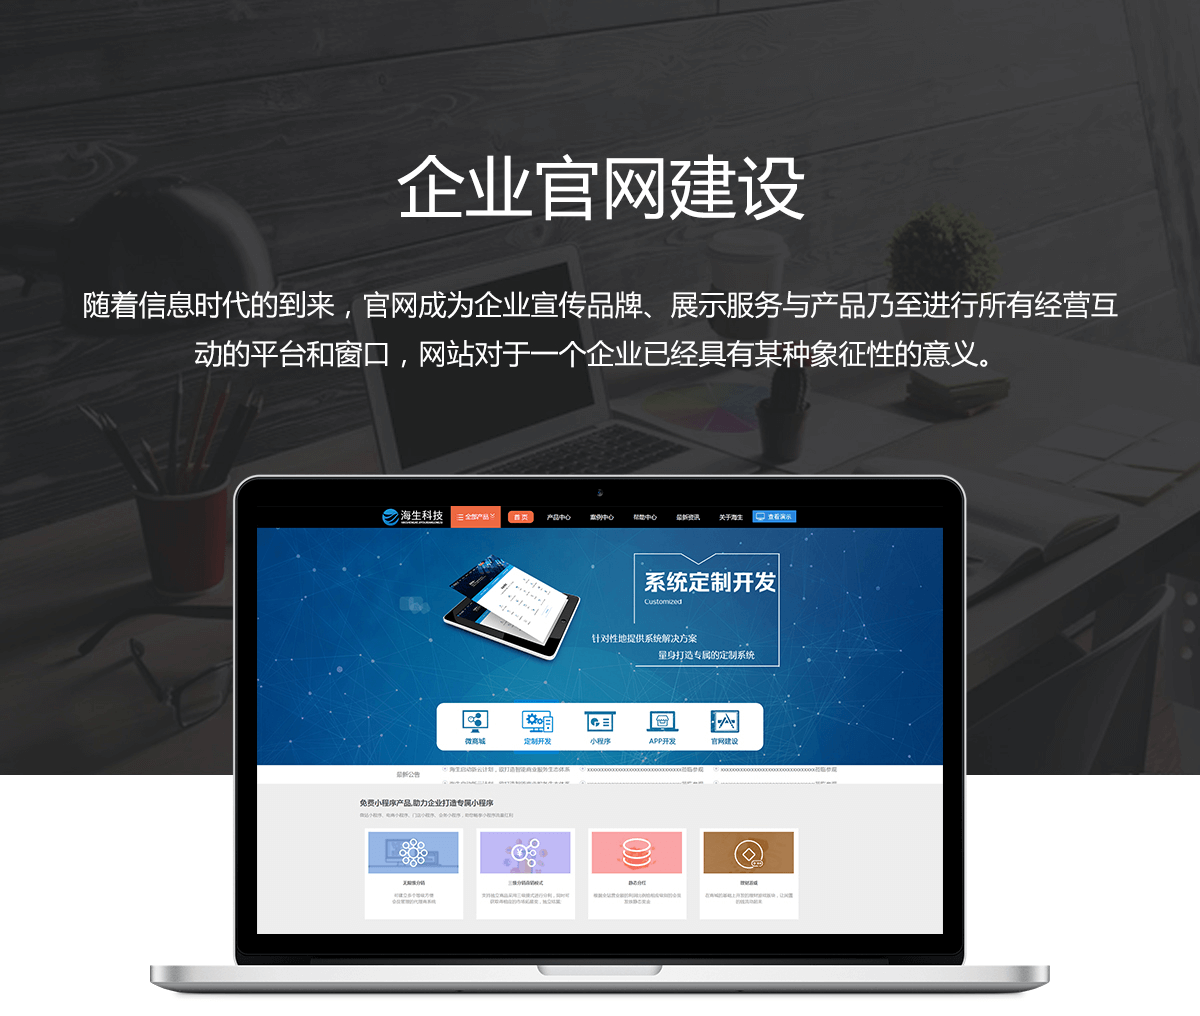 企业官网建设
随着信息时代的到来，官网成为企业宣传品牌、展示服务与产品乃至进行所有经营互
动的平台和窗口，网站对于一个企业已经具有某种象征性的意义。
海生科技
全部产品
首 页
产品中心
案例中心
帮助中心
最新资讯
关于海生
查看演示
系统定制开发
Customized
针对性地提供系统解决方案
量身打造专属的定制系统
微商城
定制开发
小程序
APP开发
官网建设
最新公告
免费小程序产品,助力企业打造专属小程序
无限级分销
三级分销商城模式
静态分红
理财游戏